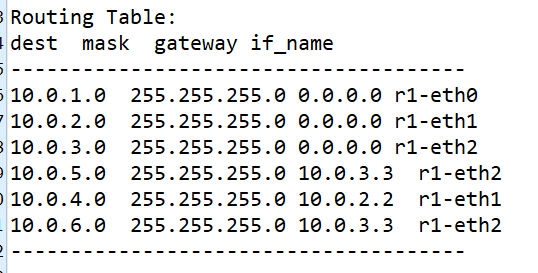 Routing Table:
dest  mask  gateway if_name
--------------------------------------
10.0.1.0  255.255.255.0 0.0.0.0 r1-eth0
10.0.2.0  255.255.255.0 0.0.0.0 r1-eth1
10.0.3.0  255.255.255.0 0.0.0.0 r1-eth2
10.0.5.0  255.255.255.0 10.0.3.3  r1-eth2
10.0.4.0  255.255.255.0 10.0.2.2  r1-eth1
10.0.6.0  255.255.255.0 10.0.3.3  r1-eth2
--------------------------------------